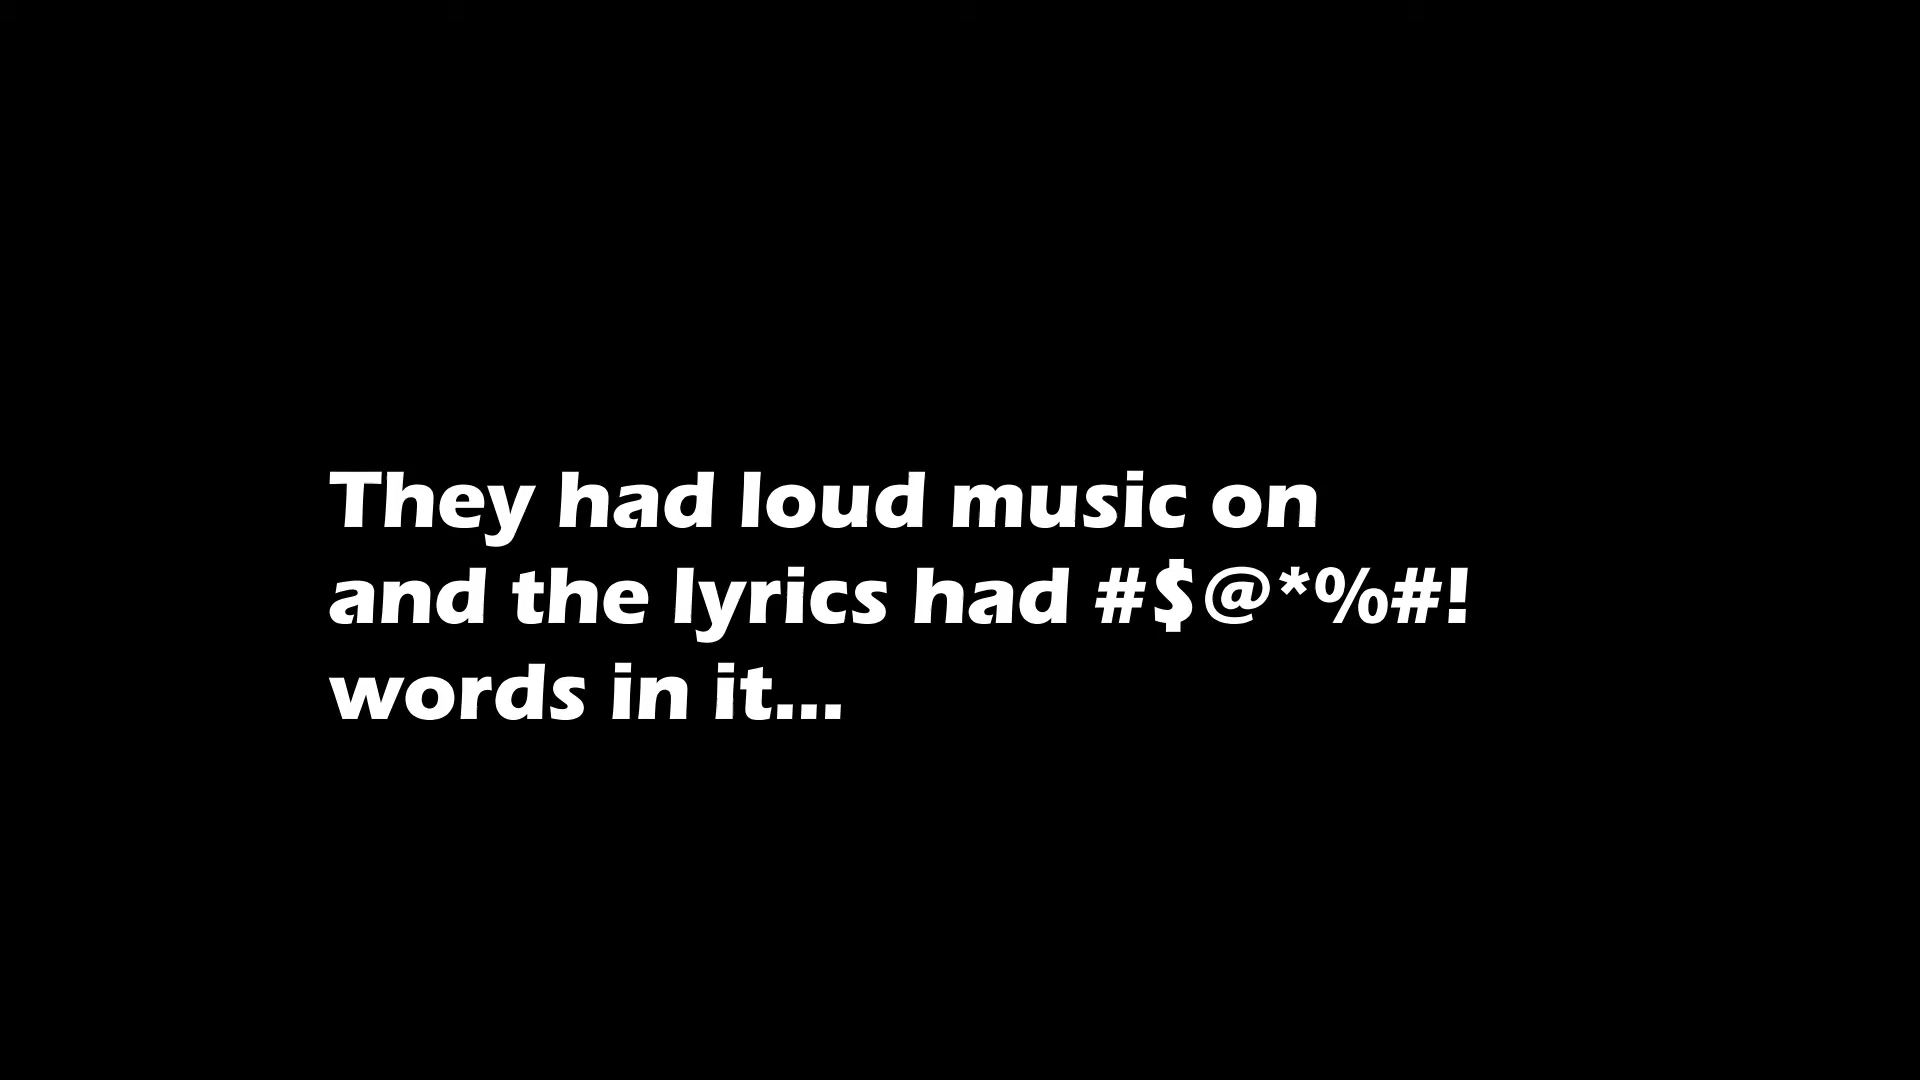 They had loud music on
and the lyrics had #$@*%#!
words in it...